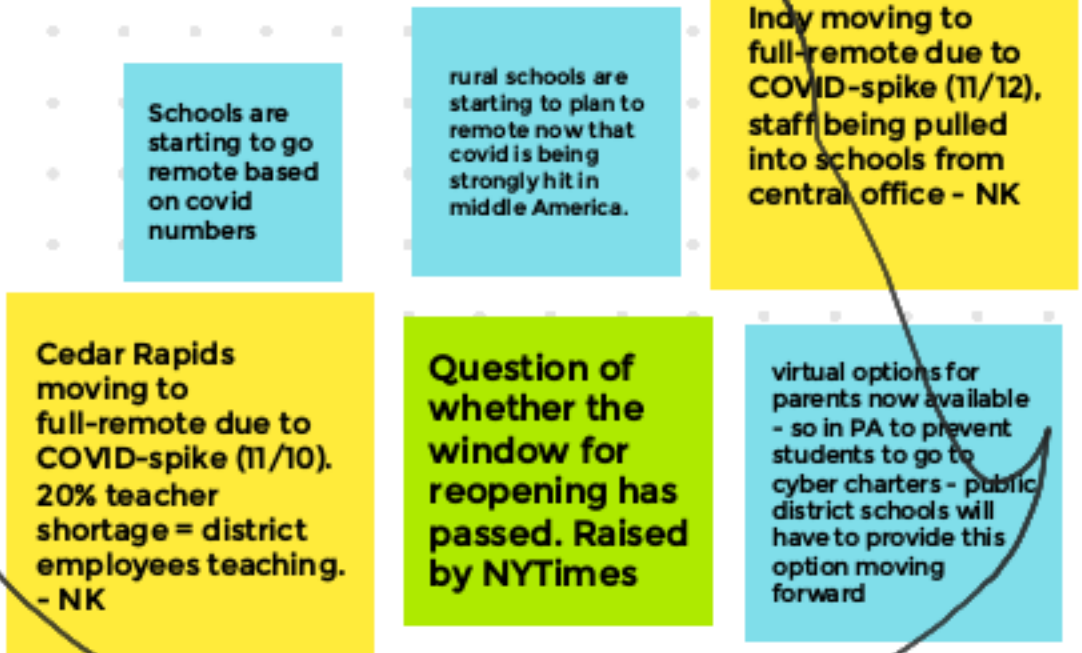 Schools are
starting to go
remote based
on covid
numbers
rural schools are
starting to plan to
remote now that
covid is being
strongly hit in
middle America.
Indy moving to
full-remote due to
COVID-spike (11/12),
staff being pulled
into schools from
central office - NK
Cedar Rapids
moving to
full-remote due to
COVID-spike (11/10).
20% teacher
shortage = district
employees teaching.
- NK
Question of
whether the
window for
reopening has
passed. Raised
by NYTimes
virtual options for
parents now available
- so in PA to prevent
students to go to
cyber charters - public
district schools will
have to provide this
option moving
forward